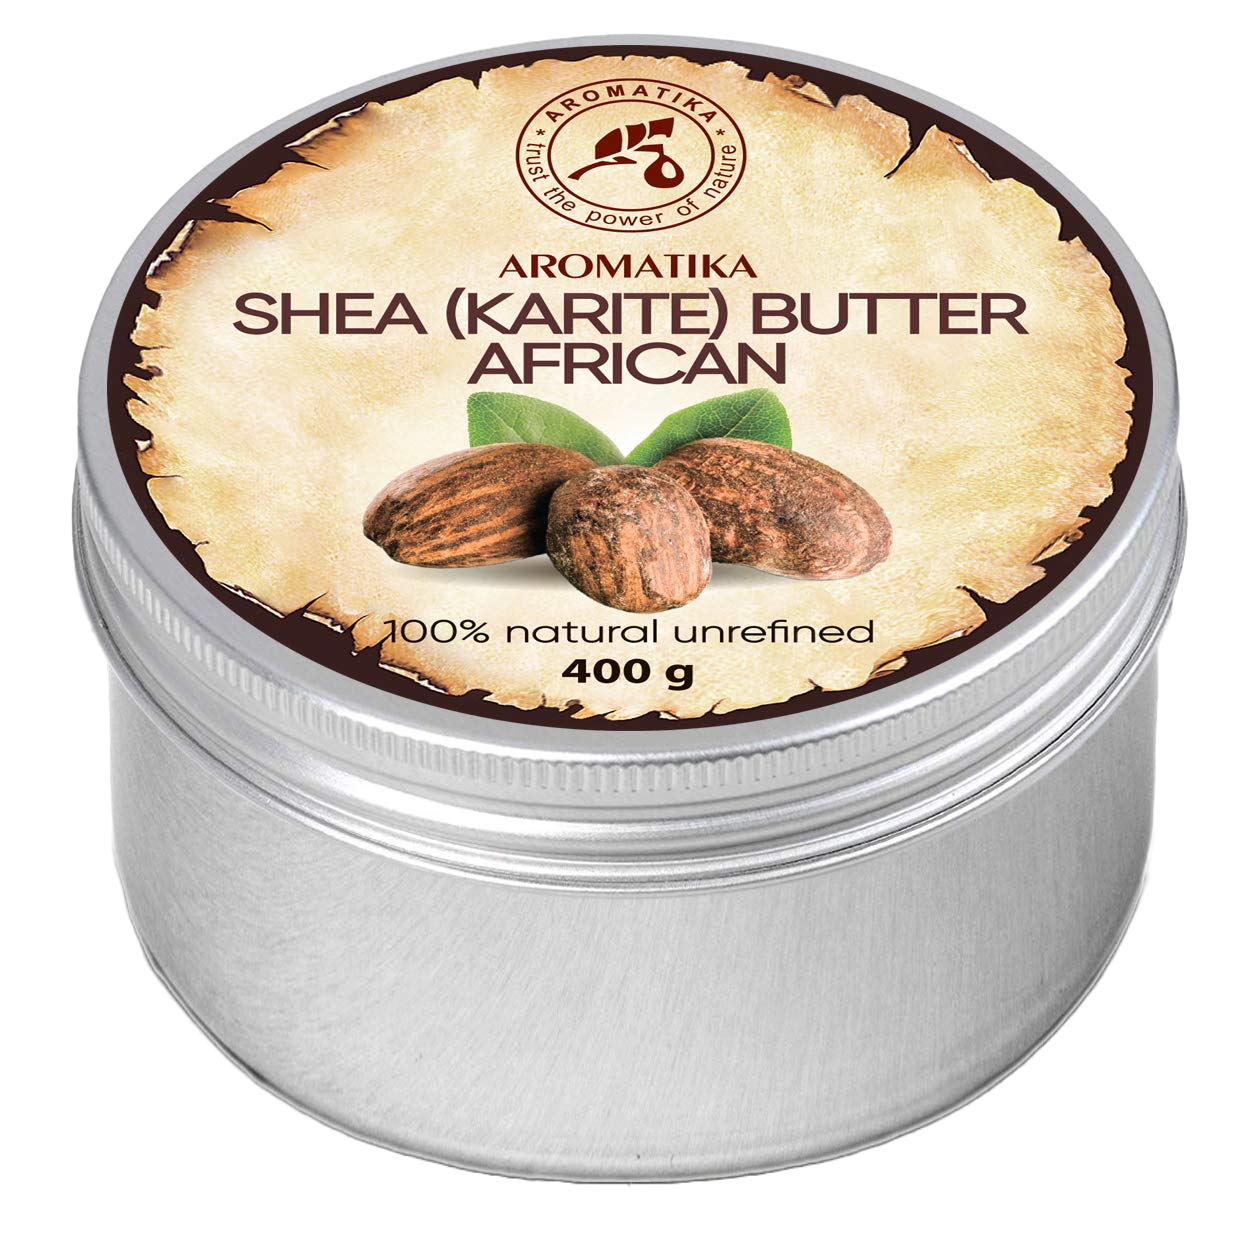 AROMATIKA
* trust the power of nature *
AROMATIKA
SHEA (KARITE) BUTTER
AFRICAN
100% natural unrefined
400 g